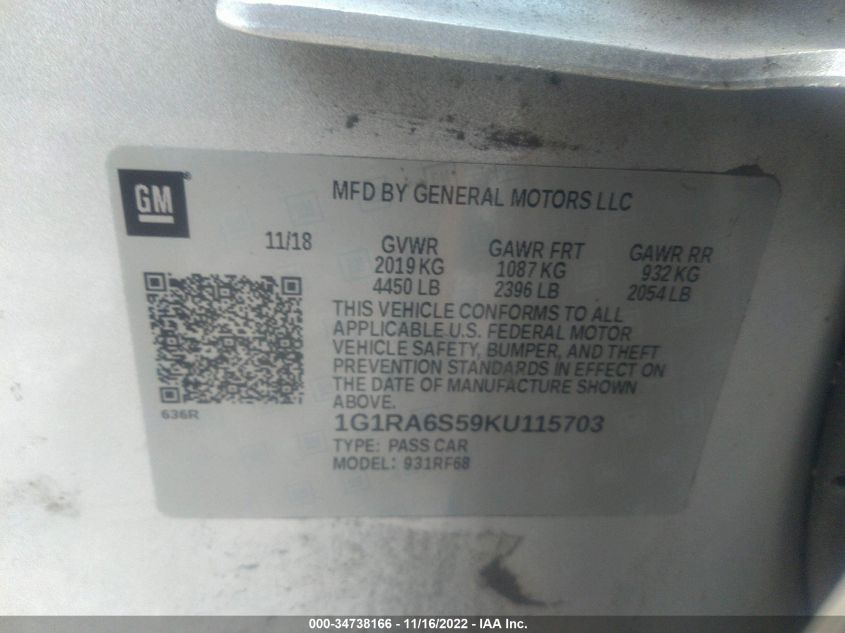 GM
MFD BY GENERAL MOTORS LLC
11/18 GVWR GAWR FRT GAWR RR
2019 KG 1087 KG 932 KG
4450 LB 2396 LB 2054 LB
THIS VEHICLE CONFORMS TO ALL
APPLICABLE U.S. FEDERAL MOTOR
VEHICLE SAFETY, BUMPER, AND THEFT
PREVENTION STANDARDS IN EFFECT ON
THE DATE OF MANUFACTURE SHOWN
ABOVE.
636R
1G1RA6S59KU115703
TYPE: PASS CAR
MODEL: 931RF68
000-34738166 - 11/16/2022 - IAA Inc.